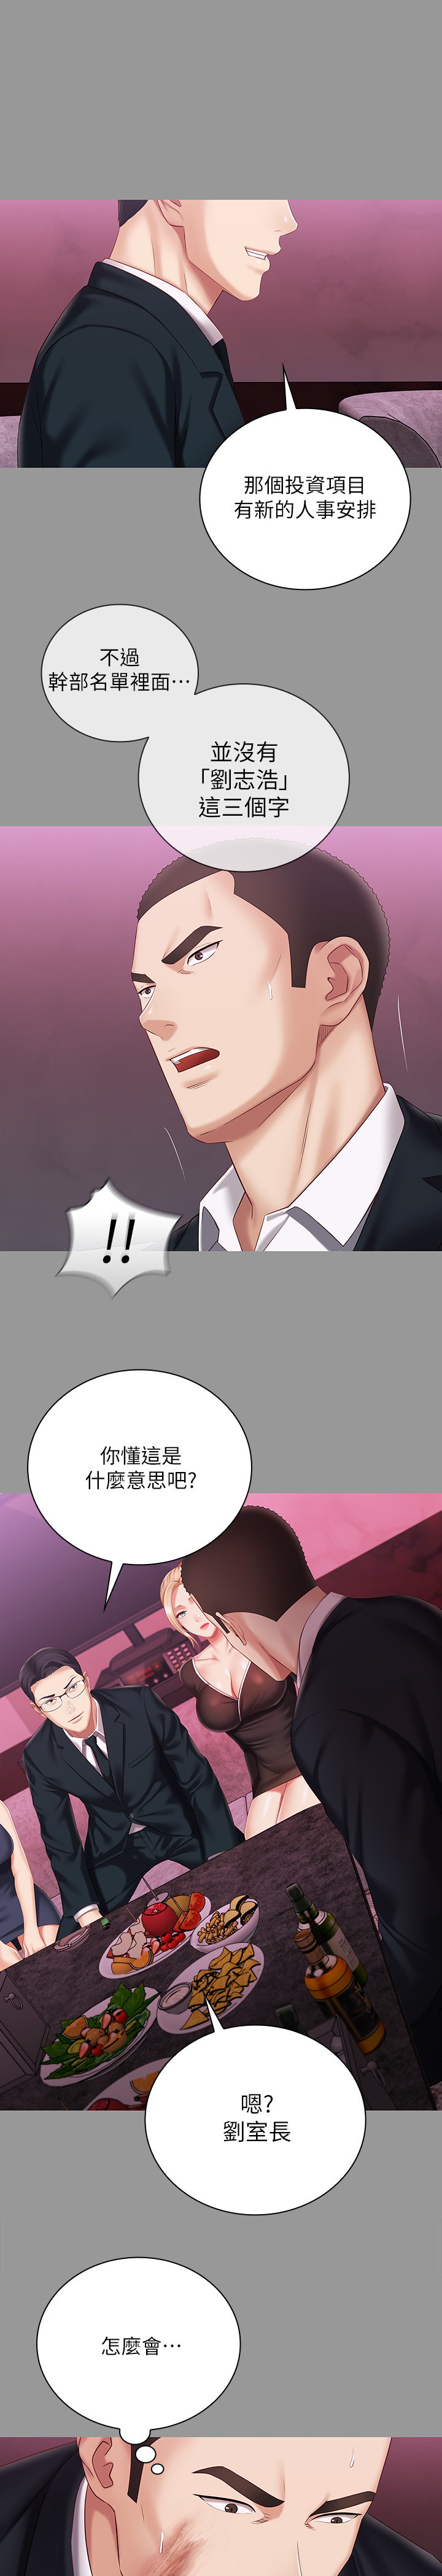 那個投資項目
有新的人事安排
不過
幹部名單裡面⋯
並沒有
「劉志浩」
這三個字
!!
你懂這是
什麼意思吧?
嗯?
劉室長
怎麼會⋯